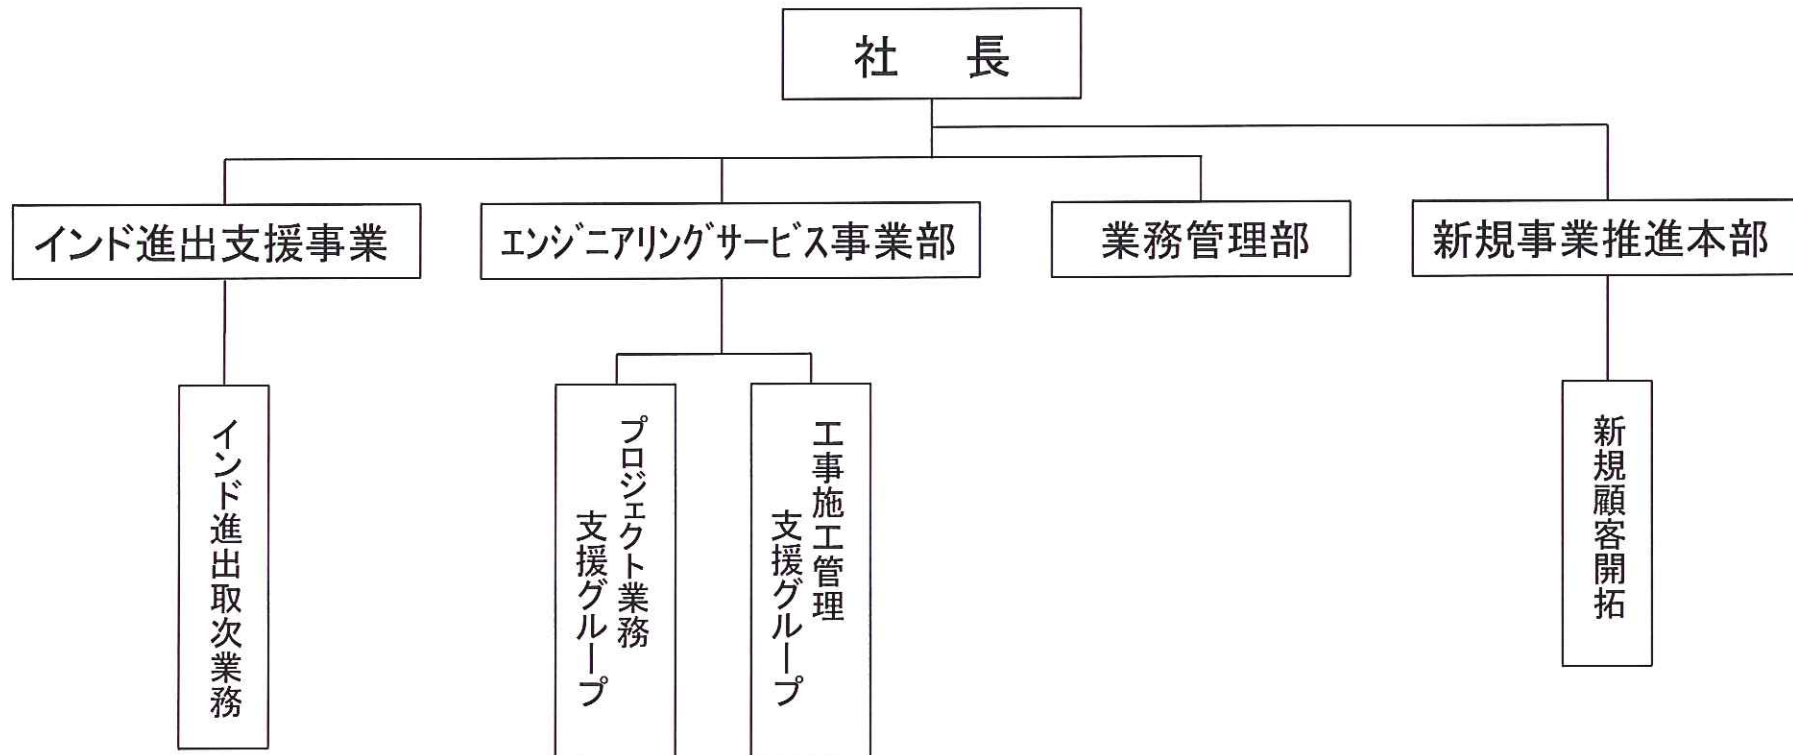 社　長
インド進出支援事業
エンジニアリングサービス事業部
業務管理部
新規事業推進本部
インド進出取次業務
プロジェクト業務
支援グループ
工事施工管理
支援グループ
新規顧客開拓